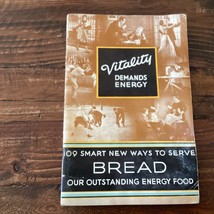 Vitality
DEMANDS
ENERGY
109 SMART NEW WAYS TO SERVE
BREAD
OUR OUTSTANDING ENERGY FOOD